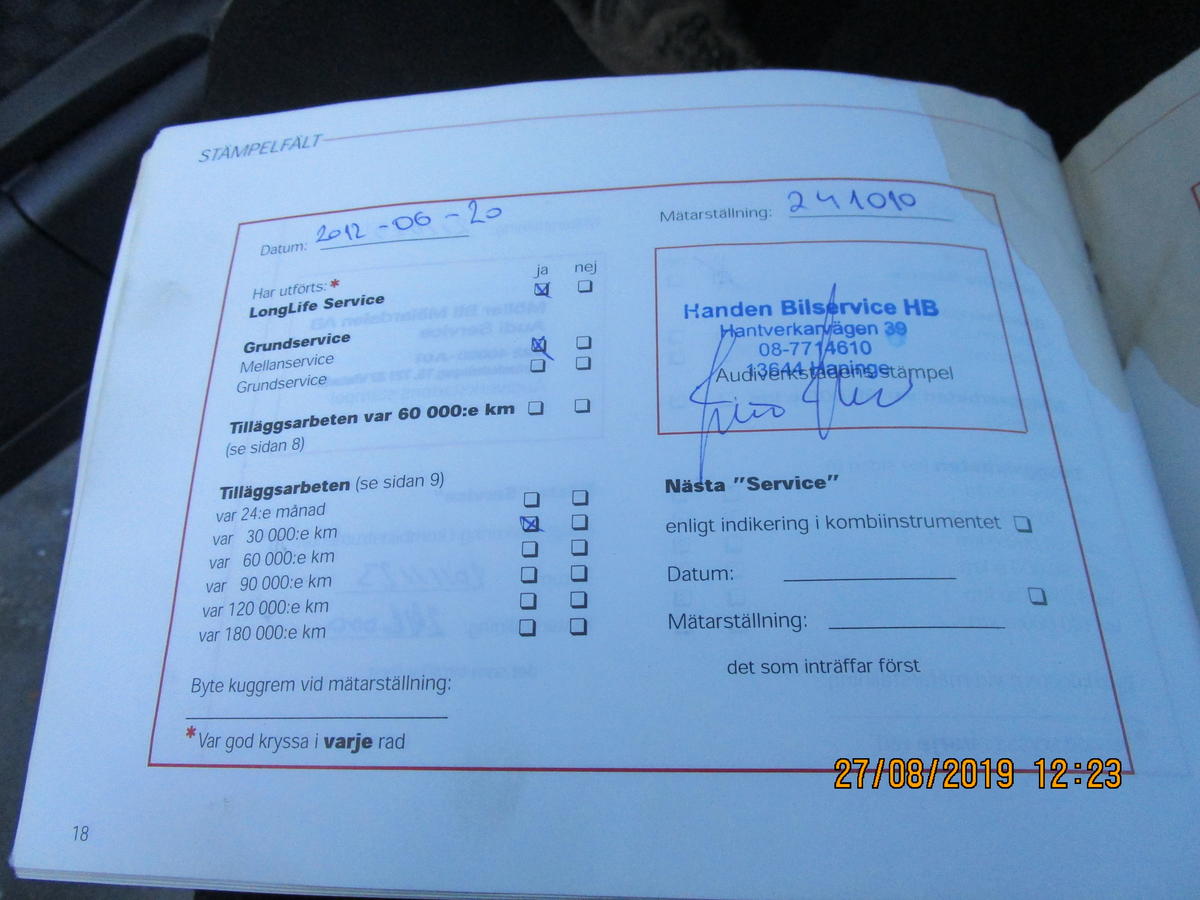 STÄMPELFÄLT
Datum: 2012-06-20
Mätarställning: 241010
ja nej
Har utförts:*
LongLife Service
Grundservice
Mellanservice
Grundservice
Tilläggsarbeten var 60 000:e km
(se sidan 8)
Tilläggsarbeten (se sidan 9)
var 24:e månad
var 30 000:e km
var 60 000:e km
var 90 000:e km
var 120 000:e km
var 180 000:e km
Byte kuggrem vid mätarställning:
*Var god kryssa i varje rad
Handen Bilservice HB
Hantverkarvägen 39
08-7714610
13644 Haninge
Audiverkstadens stämpel
Nästa "Service"
enligt indikering i kombiinstrumentet
Datum:
Mätarställning:
det som inträffar först
27/08/2019 12:23
18